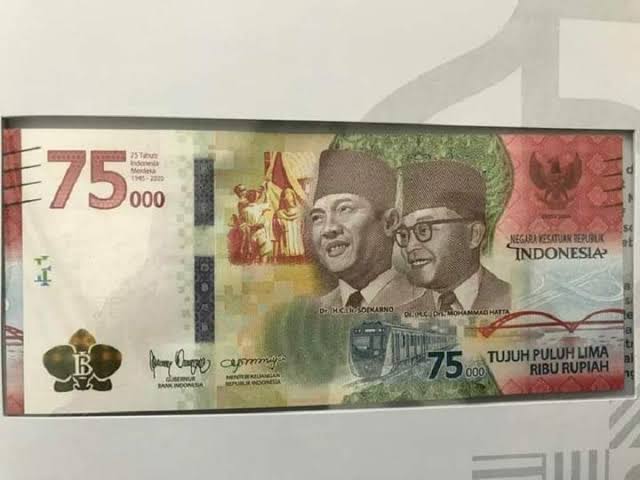 75 000
75 Tahun
Indonesia
Merdeka
1945 - 2020
NEGARA KESATUAN REPUBLIK
INDONESIA
Dr. (H.C.) Ir. SOEKARNO
Dr. (H.C.) Drs. MOHAMMAD HATTA
GUBERNUR
BANK INDONESIA
MENTERI KEUANGAN
REPUBLIK INDONESIA
75 000
TUJUH PULUH LIMA
RIBU RUPIAH